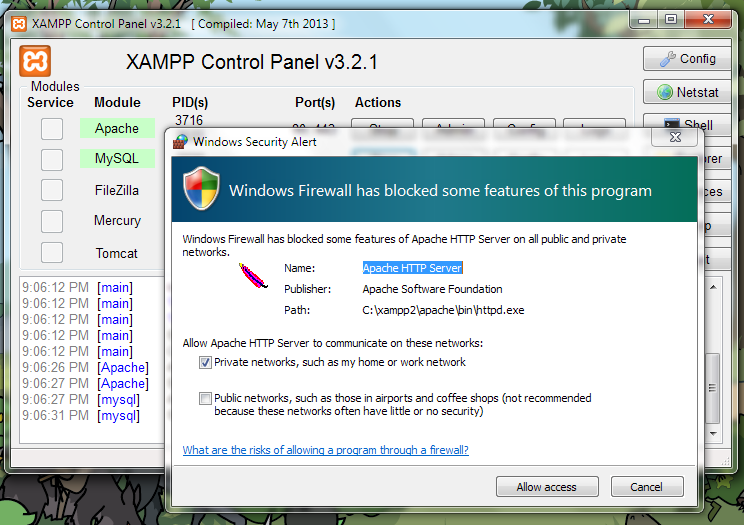 XAMPP Control Panel v3.2.1 [ Compiled: May 7th 2013 ]
XAMPP Control Panel v3.2.1
Config
Modules
Service Module PID(s) Port(s) Actions
Netstat
Apache 3716
Shell
MySQL
FileZilla
Mercury
Tomcat
Windows Security Alert
Windows Firewall has blocked some features of this program
Windows Firewall has blocked some features of Apache HTTP Server on all public and private
networks.
Name: Apache HTTP Server
Publisher: Apache Software Foundation
Path: C:\xampp2\apache\bin\httpd.exe
Allow Apache HTTP Server to communicate on these networks:
Private networks, such as my home or work network
Public networks, such as those in airports and coffee shops (not recommended
because these networks often have little or no security)
What are the risks of allowing a program through a firewall?
Allow access
Cancel
9:06:12 PM [main]
9:06:12 PM [main]
9:06:12 PM [main]
9:06:12 PM [main]
9:06:12 PM [main]
9:06:26 PM [Apache]
9:06:27 PM [Apache]
9:06:27 PM [mysql]
9:06:31 PM [mysql]